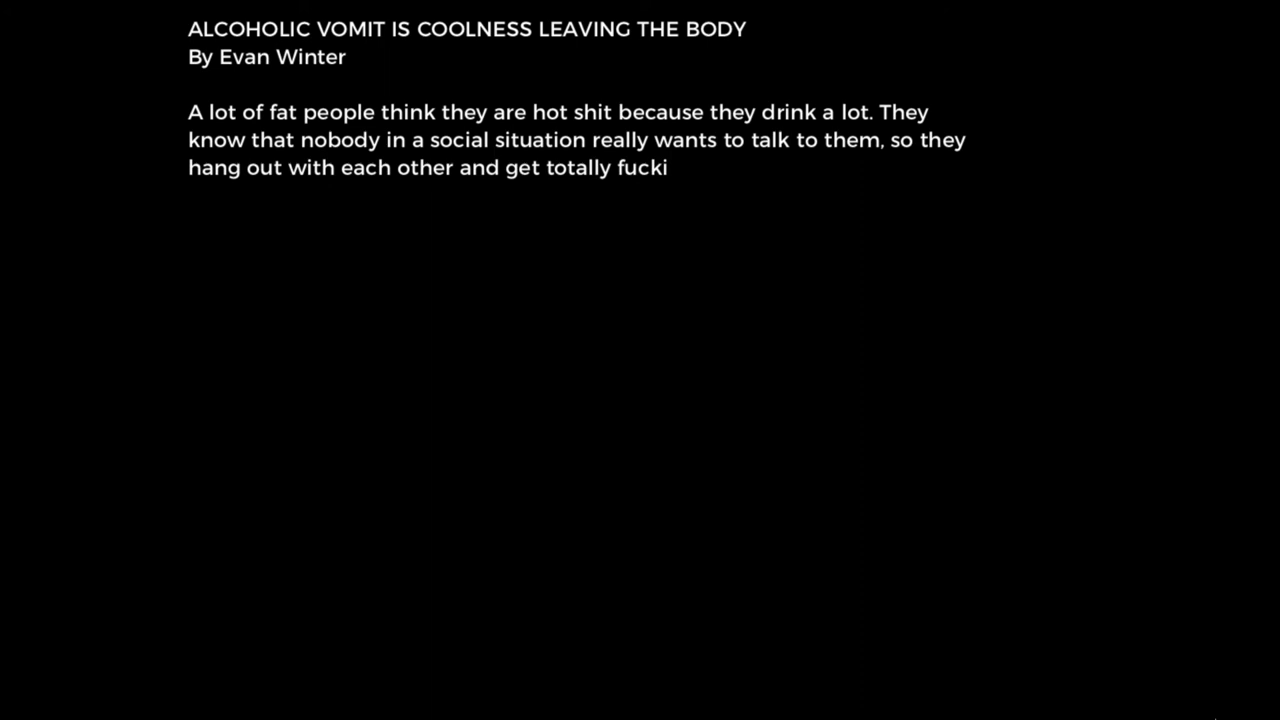 ALCOHOLIC VOMIT IS COOLNESS LEAVING THE BODY
By Evan Winter
A lot of fat people think they are hot shit because they drink a lot. They
know that nobody in a social situation really wants to talk to them, so they
hang out with each other and get totally fucki